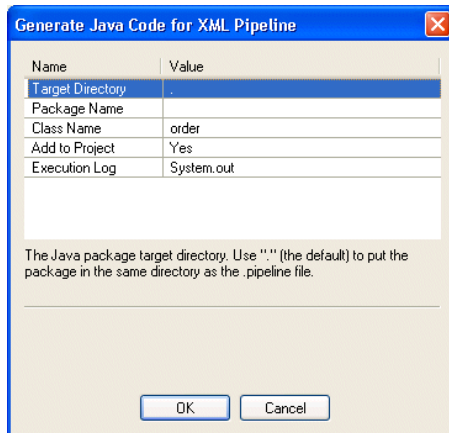 Generate Java Code for XML Pipeline
Name Value
Target Directory .
Package Name
Class Name order
Add to Project Yes
Execution Log System.out
The Java package target directory. Use "." (the default) to put the
package in the same directory as the .pipeline file.
OK Cancel